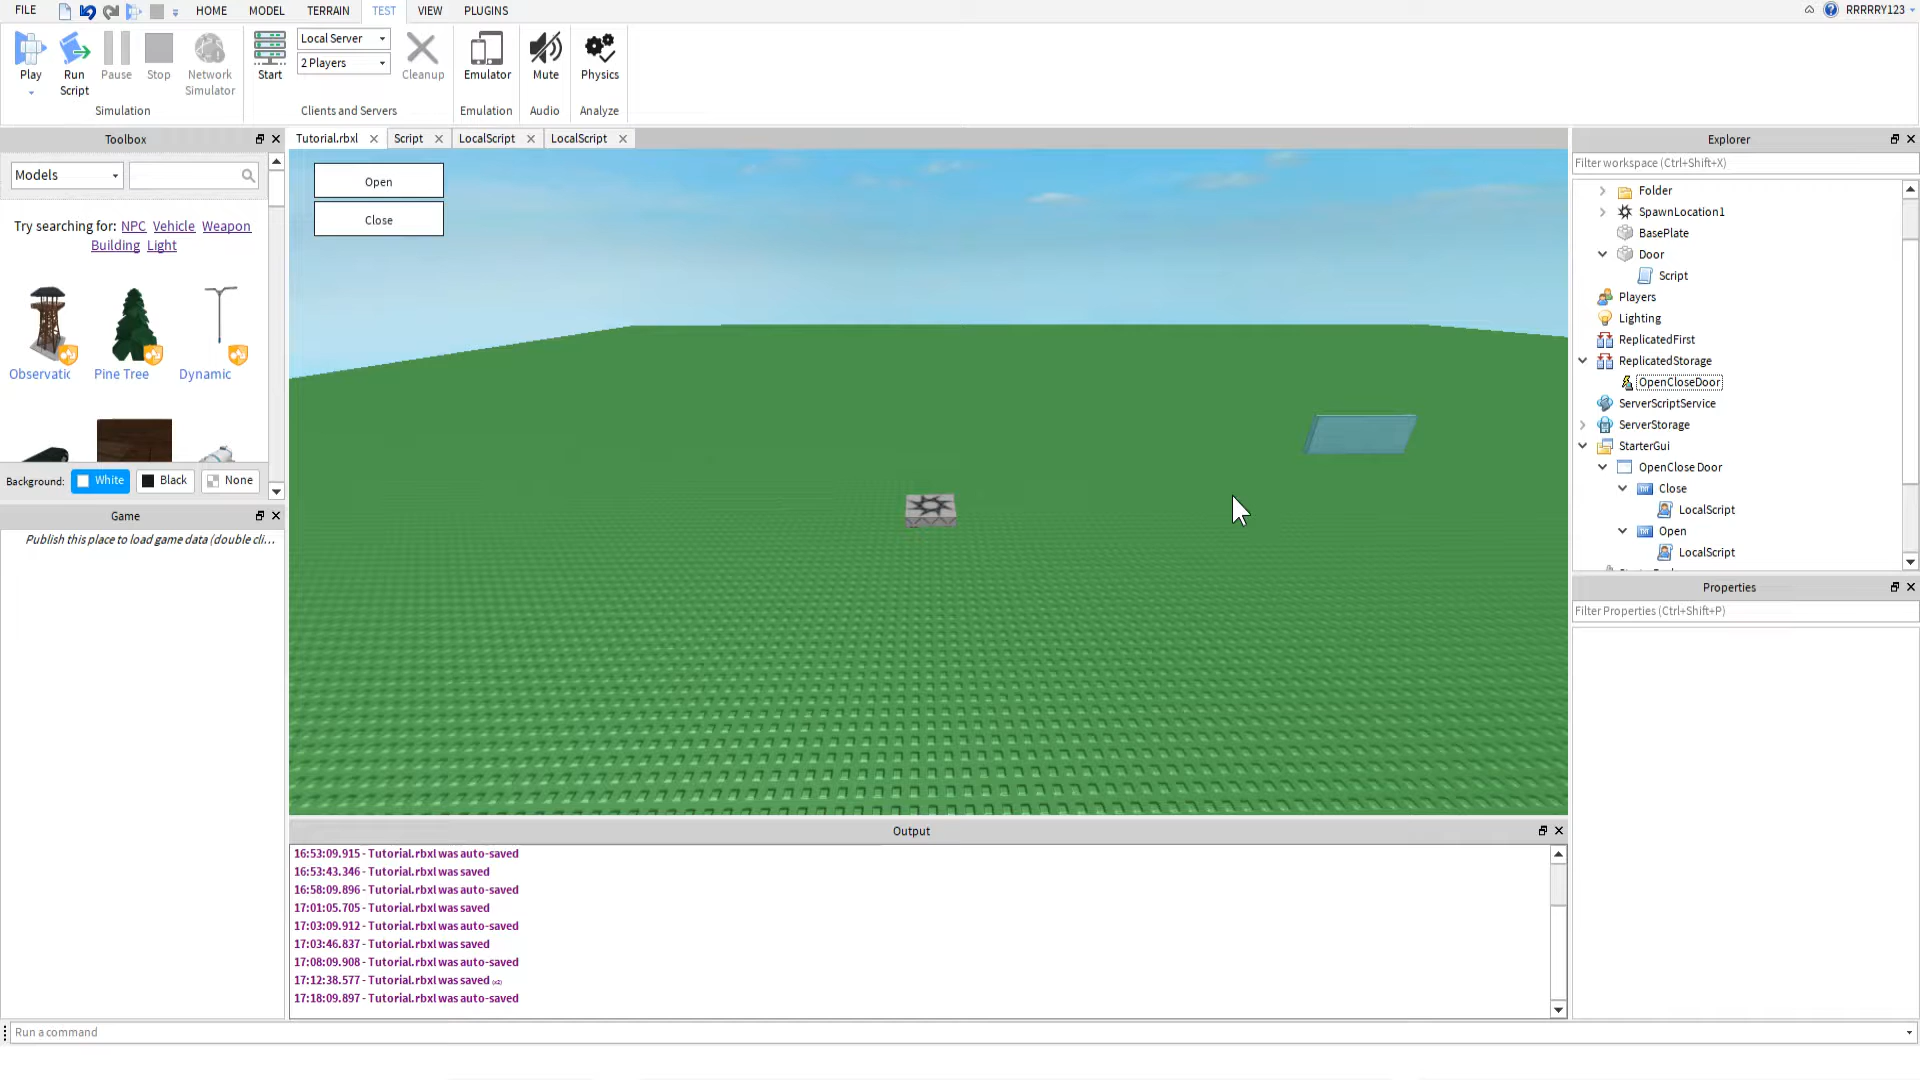 FILE HOME MODEL TERRAIN TEST VIEW PLUGINS RRRRRY123
Play Run Script Pause Stop Network Simulator
Simulation
Start Local Server 2 Players Cleanup
Clients and Servers
Emulator
Emulation
Mute
Audio
Physics
Analyze
Toolbox
Models
Try searching for: NPC Vehicle Weapon
Building Light
Observatic Pine Tree Dynamic
Background: White Black None
Game
Publish this place to load game data (double cli...
Tutorial.rbxl Script LocalScript LocalScript
Open
Close
Output
16:53:09.915 - Tutorial.rbxl was auto-saved
16:53:43.346 - Tutorial.rbxl was saved
16:58:09.896 - Tutorial.rbxl was auto-saved
17:01:05.705 - Tutorial.rbxl was saved
17:03:09.912 - Tutorial.rbxl was auto-saved
17:03:46.837 - Tutorial.rbxl was saved
17:08:09.908 - Tutorial.rbxl was auto-saved
17:12:38.577 - Tutorial.rbxl was saved (x2)
17:18:09.897 - Tutorial.rbxl was auto-saved
Explorer
Filter workspace (Ctrl+Shift+X)
Folder
SpawnLocation1
BasePlate
Door
Script
Players
Lighting
ReplicatedFirst
ReplicatedStorage
OpenCloseDoor
ServerScriptService
ServerStorage
StarterGui
OpenClose Door
Close
LocalScript
Open
LocalScript
Properties
Filter Properties (Ctrl+Shift+P)
Run a command